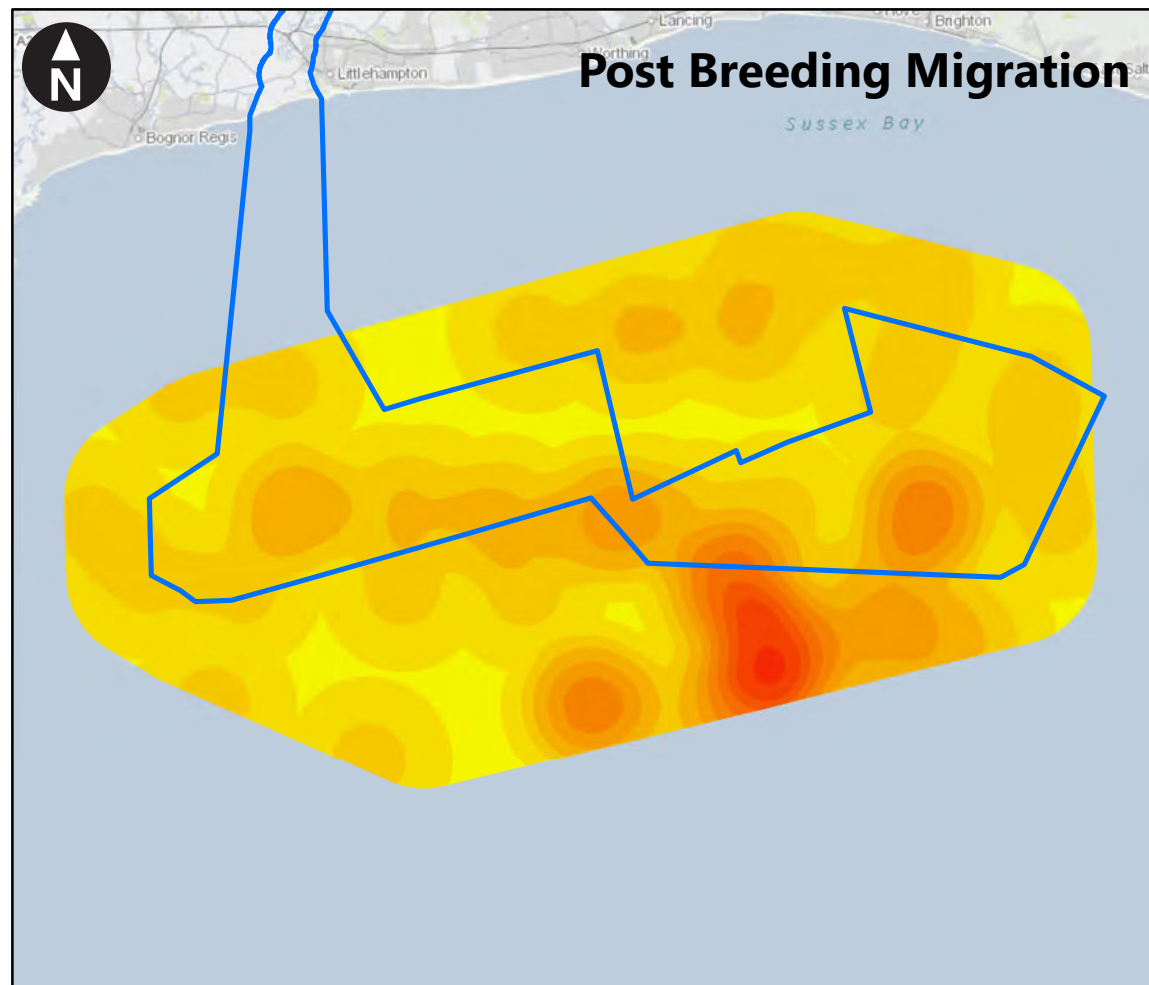 Lancing
Brighton
Worthing
Post Breeding Migration
N
Littlehampton
Sussex Bay
Bognor Regis